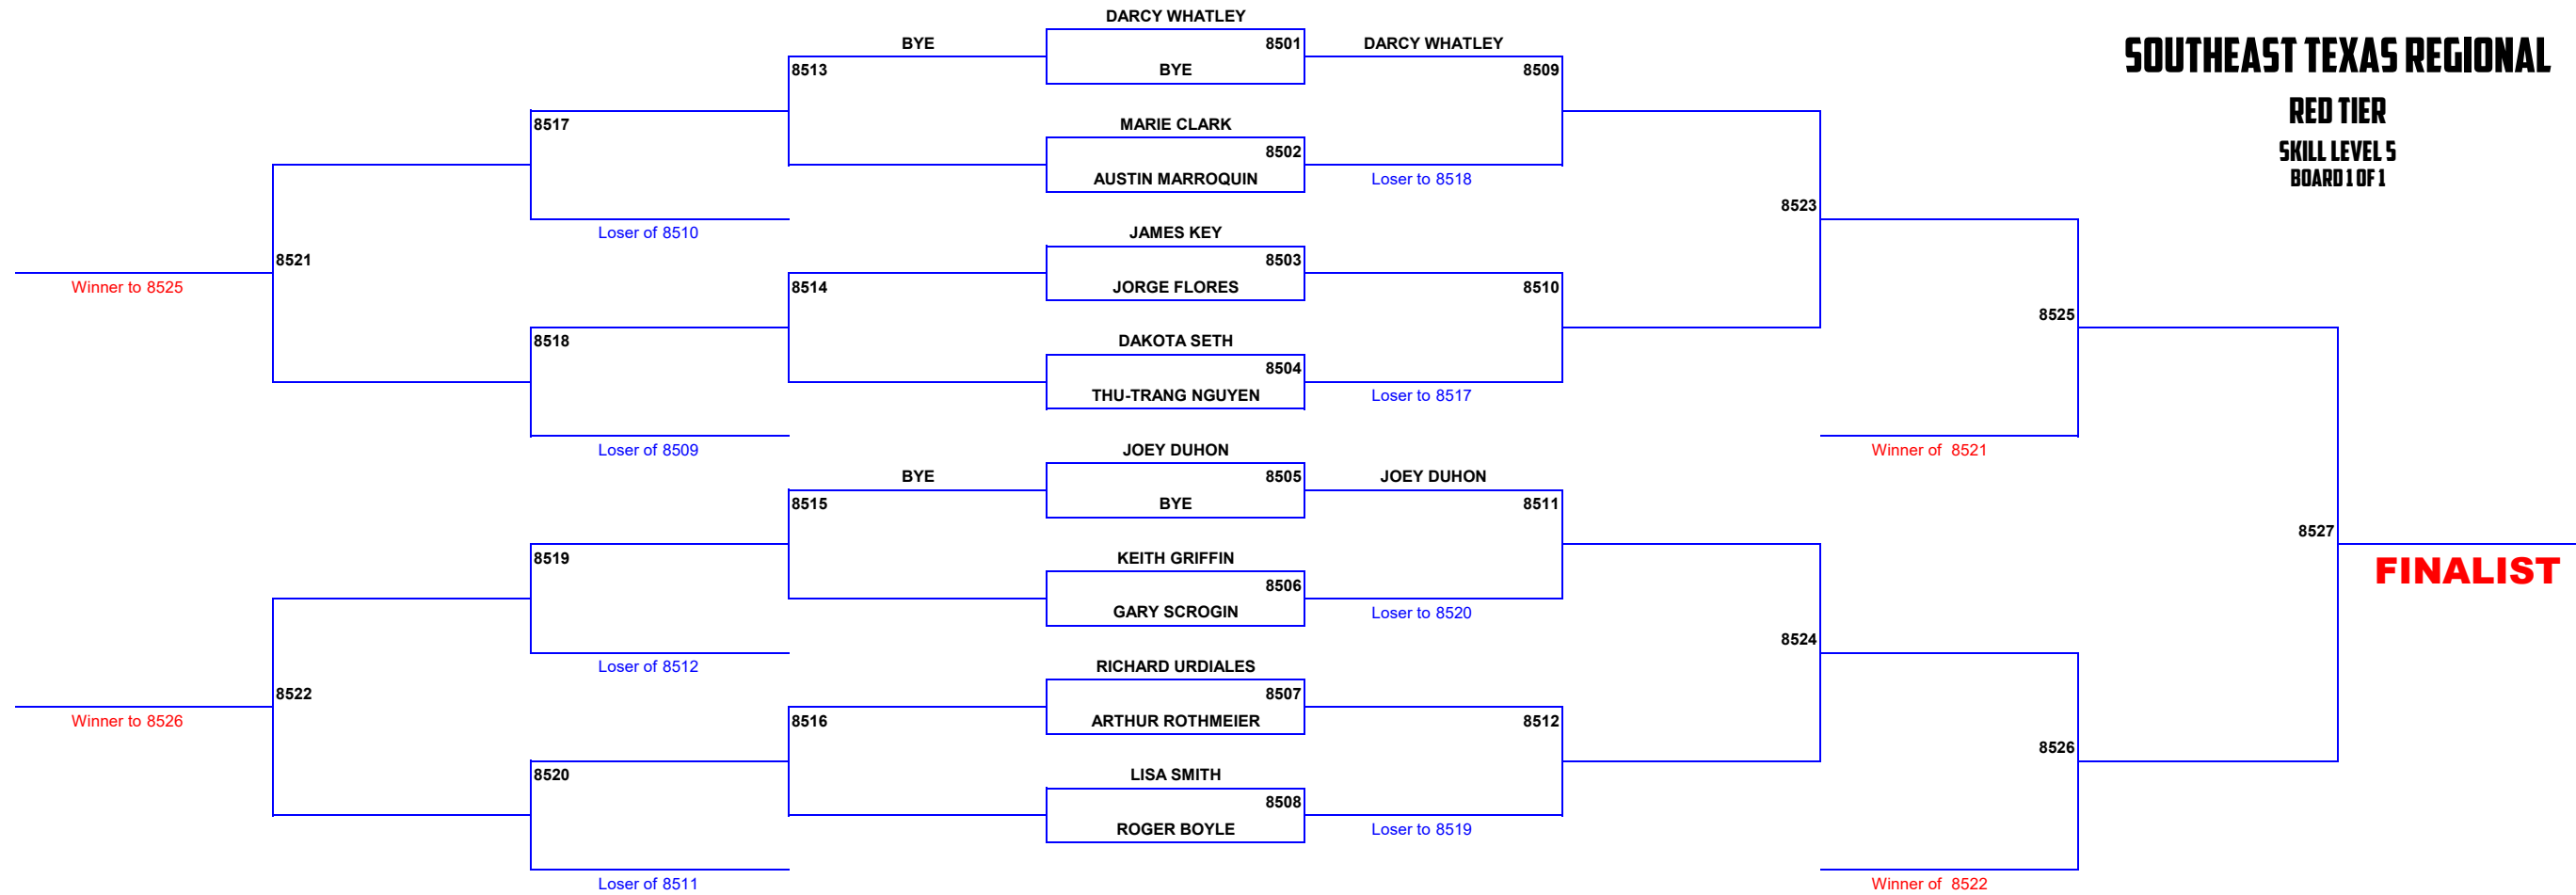 DARCY WHATLEY
BYE
8501
DARCY WHATLEY
SOUTHEAST TEXAS REGIONAL
8513
BYE
8509
RED TIER
8517
MARIE CLARK
8502
SKILL LEVEL 5
AUSTIN MARROQUIN
Loser to 8518
BOARD 1 OF 1
8523
Loser of 8510
JAMES KEY
8521
8503
Winner to 8525
8514
JORGE FLORES
8510
8525
8518
DAKOTA SETH
8504
THU-TRANG NGUYEN
Loser to 8517
Loser of 8509
JOEY DUHON
Winner of 8521
BYE
8505
JOEY DUHON
8515
BYE
8511
8527
8519
KEITH GRIFFIN
FINALIST
8506
GARY SCROGIN
Loser to 8520
8524
Loser of 8512
RICHARD URDIALES
8522
8507
Winner to 8526
8516
ARTHUR ROTHMEIER
8512
8526
8520
LISA SMITH
8508
ROGER BOYLE
Loser to 8519
Loser of 8511
Winner of 8522